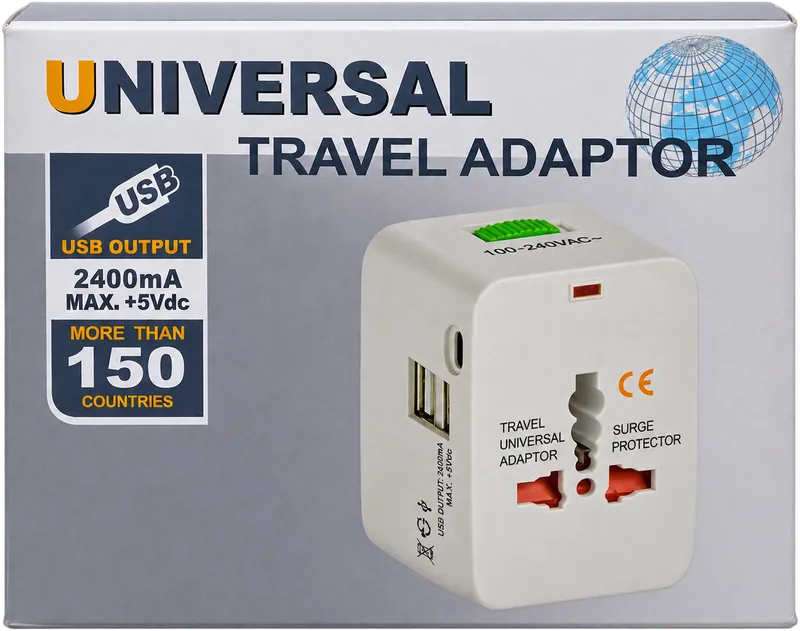 UNIVERSAL
TRAVEL ADAPTOR
USB
USB OUTPUT
2400mA
MAX. +5Vdc
MORE THAN
150
COUNTRIES
100-240VAC~
CE
TRAVEL
UNIVERSAL
ADAPTOR
SURGE
PROTECTOR
USB OUTPUT: 2400mA
MAX. +5Vdc